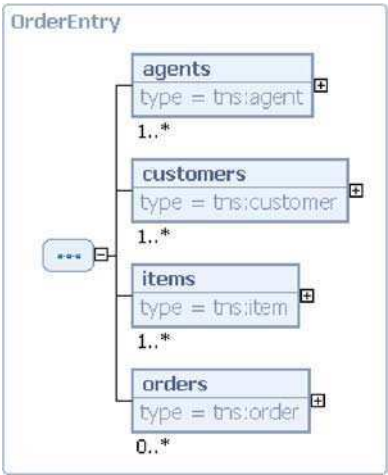 OrderEntry
agents
type = tns:agent
1..*
customers
type = tns:customer
1..*
items
type = tns:item
1..*
orders
type = tns:order
0..*